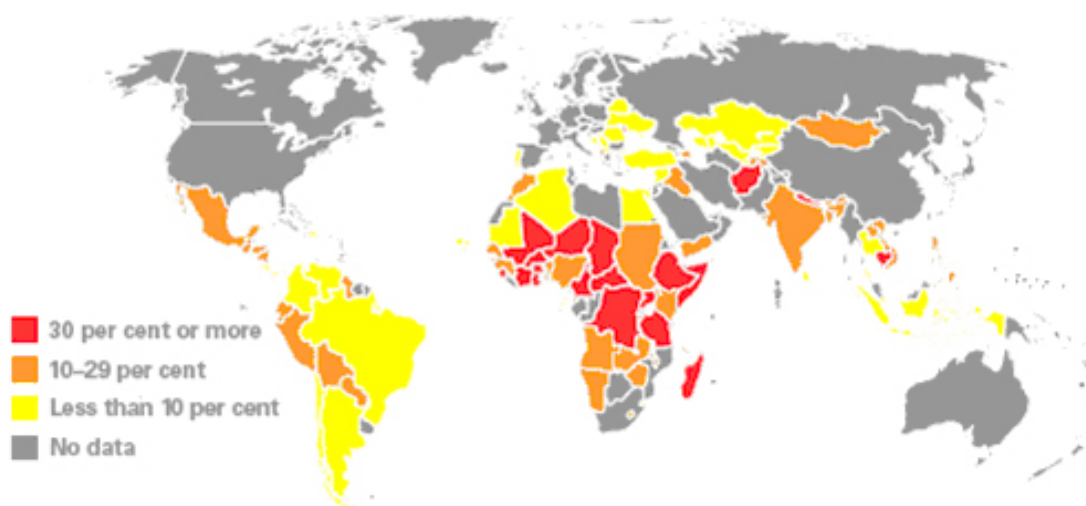 30 per cent or more
10–29 per cent
Less than 10 per cent
No data